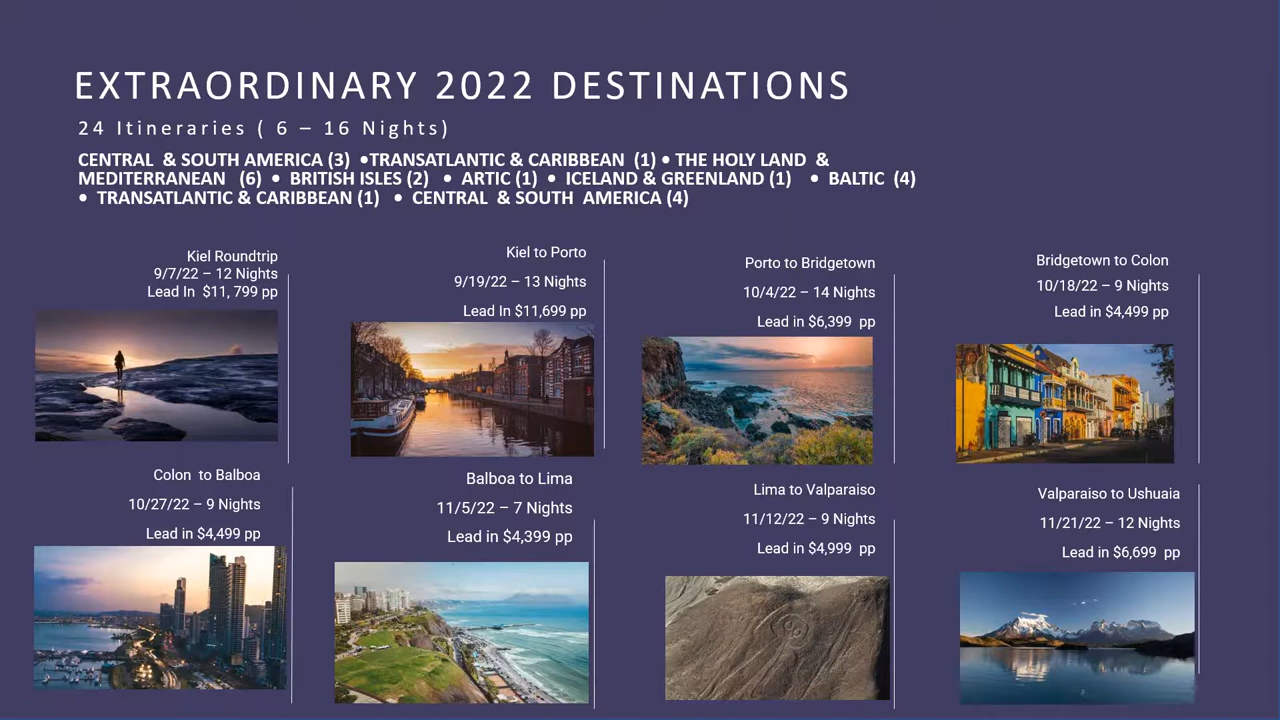 EXTRAORDINARY 2022 DESTINATIONS
24 Itineraries ( 6 – 16 Nights)
CENTRAL & SOUTH AMERICA (3) •TRANSATLANTIC & CARIBBEAN (1) • THE HOLY LAND &
MEDITERRANEAN (6) • BRITISH ISLES (2) • ARTIC (1) • ICELAND & GREENLAND (1) • BALTIC (4)
• TRANSATLANTIC & CARIBBEAN (1) • CENTRAL & SOUTH AMERICA (4)
Kiel Roundtrip
9/7/22 – 12 Nights
Lead In $11, 799 pp
Kiel to Porto
9/19/22 – 13 Nights
Lead In $11,699 pp
Porto to Bridgetown
10/4/22 – 14 Nights
Lead in $6,399 pp
Bridgetown to Colon
10/18/22 – 9 Nights
Lead in $4,499 pp
Colon to Balboa
10/27/22 – 9 Nights
Lead in $4,499 pp
Balboa to Lima
11/5/22 – 7 Nights
Lead in $4,399 pp
Lima to Valparaiso
11/12/22 – 9 Nights
Lead in $4,999 pp
Valparaiso to Ushuaia
11/21/22 – 12 Nights
Lead in $6,699 pp